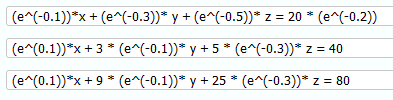 (e^(-0.1))*x + (e^(-0.3))* y + (e^(-0.5))* z = 20 * (e^(-0.2))
(e^(0.1))*x + 3 * (e^(-0.1))* y + 5 * (e^(-0.3))* z = 40
(e^(0.1))*x + 9 * (e^(-0.1))* y + 25 * (e^(-0.3))* z = 80